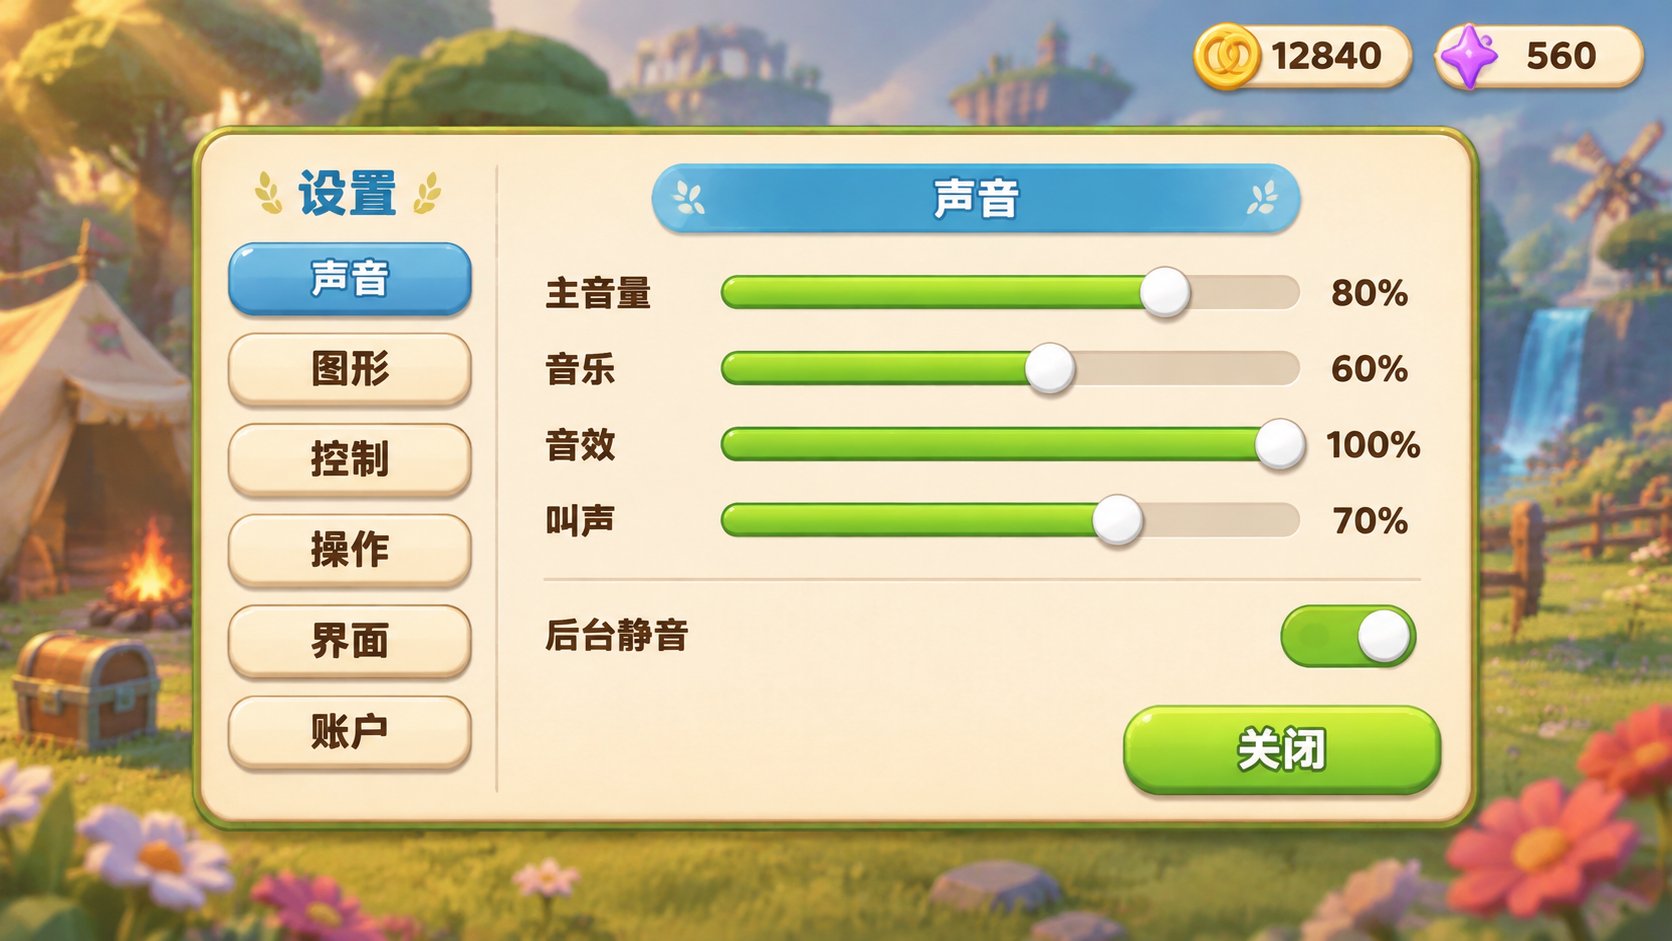 12840
560
设置
声音
图形
控制
操作
界面
账户
声音
主音量 80%
音乐 60%
音效 100%
叫声 70%
后台静音
关闭